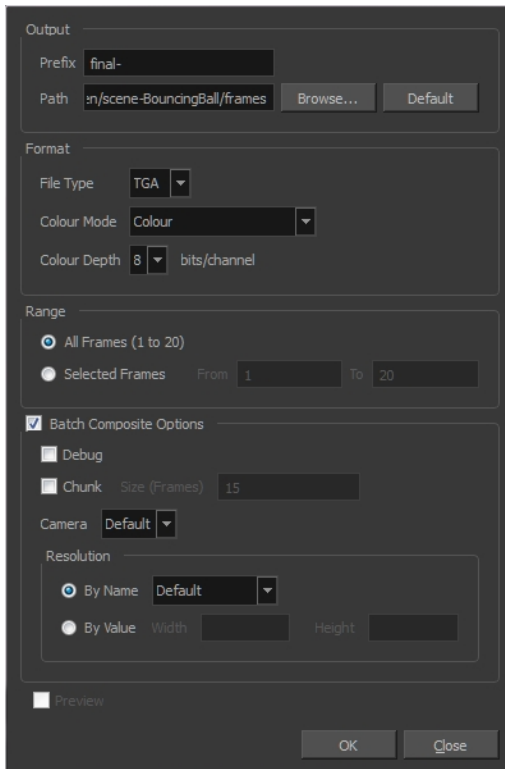 Output
Prefix final-
Path en/scene-BouncingBall/frames Browse... Default
Format
File Type TGA
Colour Mode Colour
Colour Depth 8 bits/channel
Range
All Frames (1 to 20)
Selected Frames From 1 To 20
Batch Composite Options
Debug
Chunk Size (Frames) 15
Camera Default
Resolution
By Name Default
By Value Width Height
Preview
OK Close